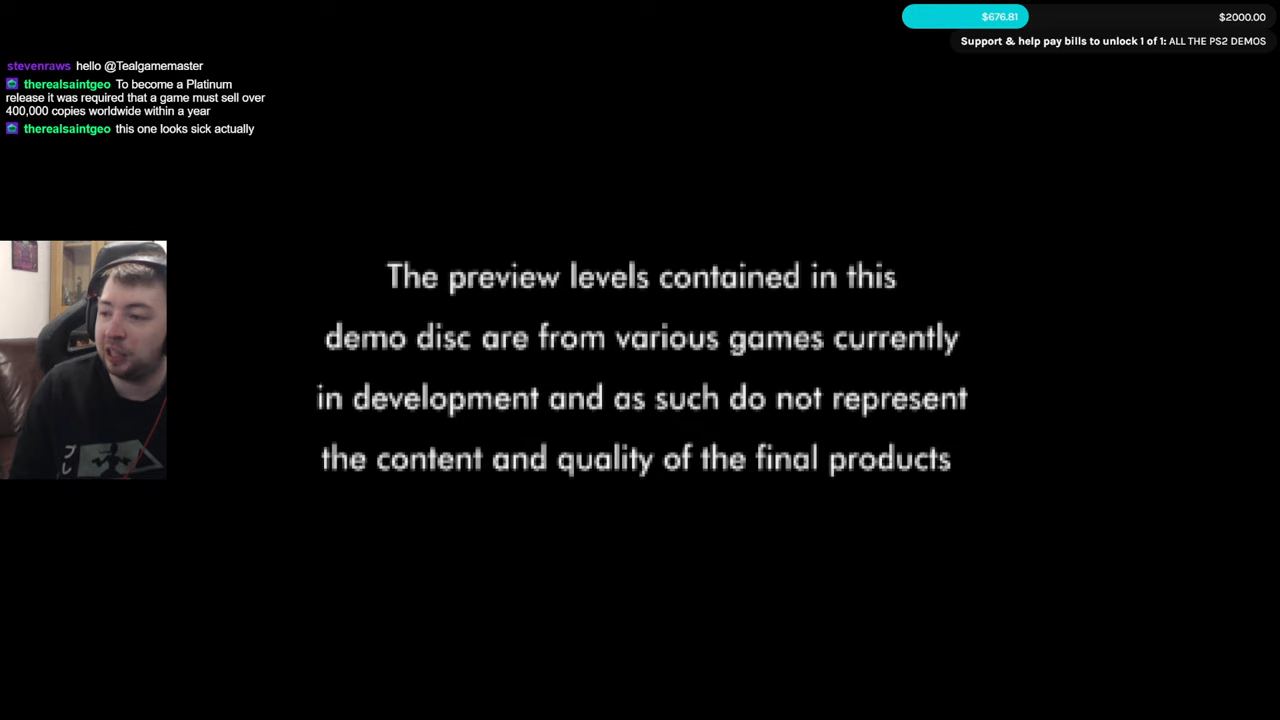 $676.81
$2000.00
Support & help pay bills to unlock 1 of 1: ALL THE PS2 DEMOS
stevenraws hello @Tealgamemaster
therealsaintgeo To become a Platinum
release it was required that a game must sell over
400,000 copies worldwide within a year
therealsaintgeo this one looks sick actually
The preview levels contained in this
demo disc are from various games currently
in development and as such do not represent
the content and quality of the final products